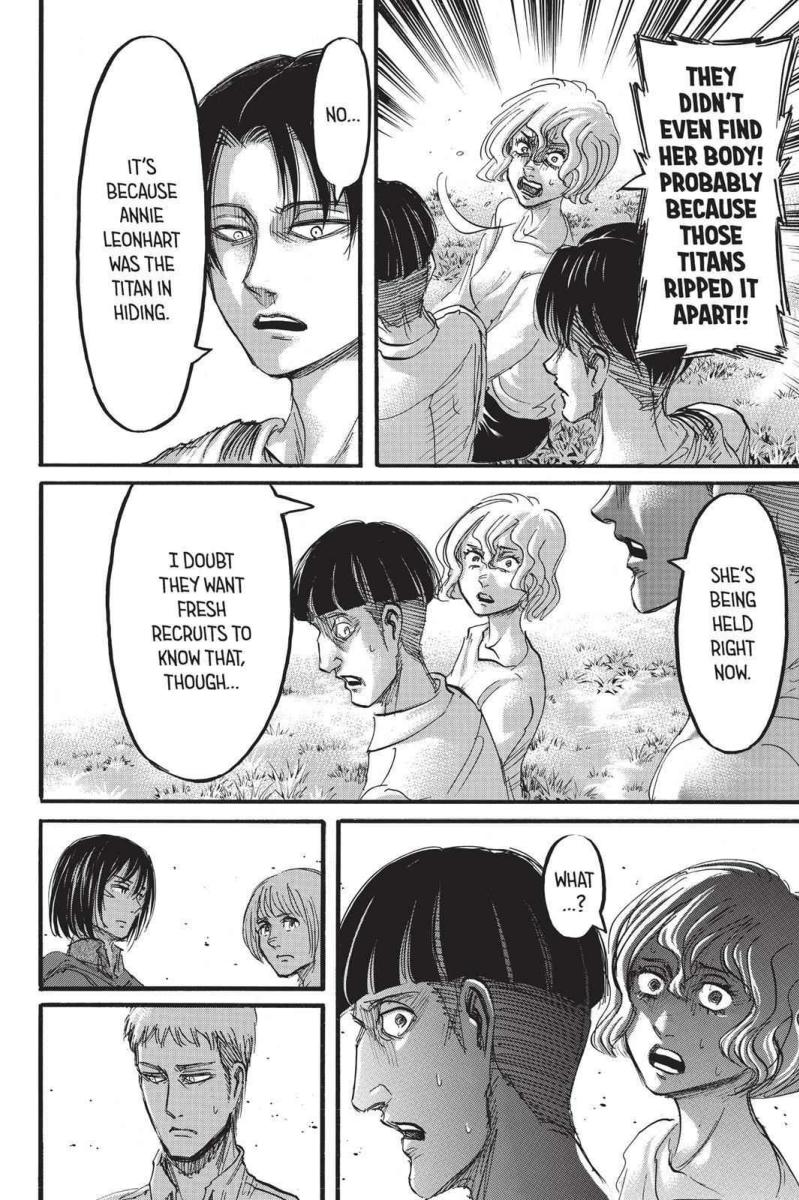 THEY
DIDN'T
EVEN FIND
HER BODY!
PROBABLY
BECAUSE
THOSE
TITANS
RIPPED IT
APART!!
NO...
IT'S
BECAUSE
ANNIE
LEONHART
WAS THE
TITAN IN
HIDING.
SHE'S
BEING
HELD
RIGHT
NOW.
I DOUBT
THEY WANT
FRESH
RECRUITS TO
KNOW THAT,
THOUGH...
WHAT
...?